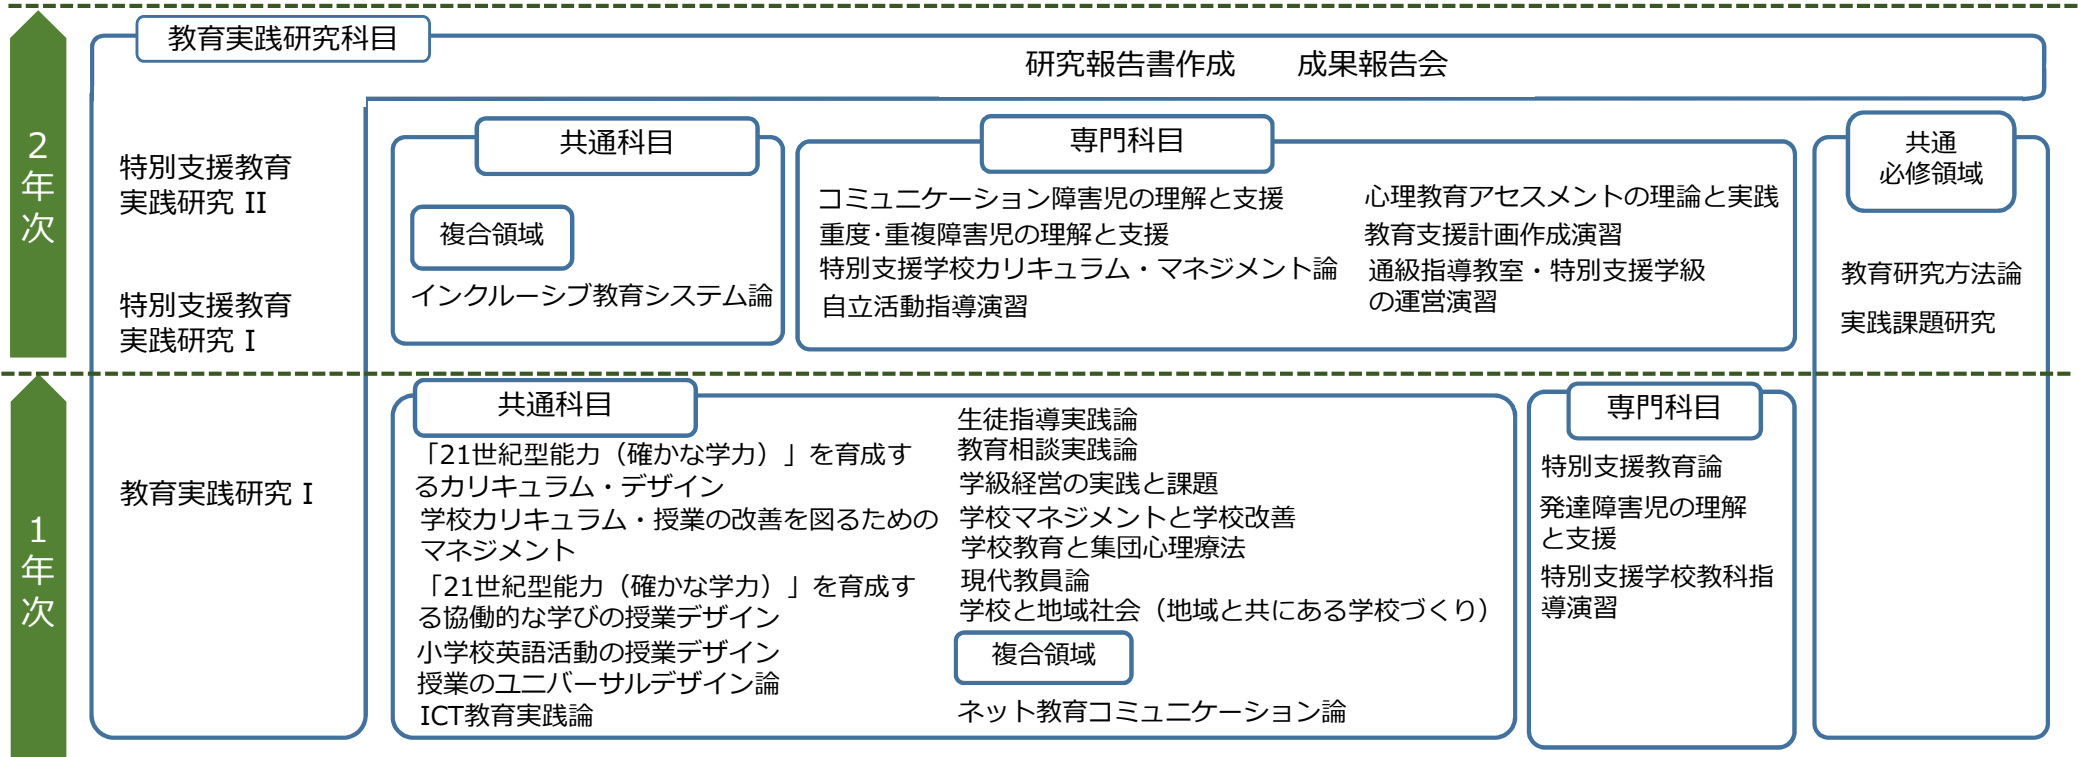 教育実践研究科目
研究報告書作成　　成果報告会
2年次
特別支援教育
実践研究 II
特別支援教育
実践研究 I
共通科目
複合領域
インクルーシブ教育システム論
専門科目
コミュニケーション障害児の理解と支援
重度･重複障害児の理解と支援
特別支援学校カリキュラム・マネジメント論
自立活動指導演習
心理教育アセスメントの理論と実践
教育支援計画作成演習
通級指導教室・特別支援学級
の運営演習
共通
必修領域
教育研究方法論
実践課題研究
1年次
教育実践研究 I
共通科目
「21世紀型能力（確かな学力）」を育成す
るカリキュラム・デザイン
学校カリキュラム・授業の改善を図るための
マネジメント
「21世紀型能力（確かな学力）」を育成す
る協働的な学びの授業デザイン
小学校英語活動の授業デザイン
授業のユニバーサルデザイン論
ICT教育実践論
生徒指導実践論
教育相談実践論
学級経営の実践と課題
学校マネジメントと学校改善
学校教育と集団心理療法
現代教員論
学校と地域社会（地域と共にある学校づくり）
複合領域
ネット教育コミュニケーション論
専門科目
特別支援教育論
発達障害児の理解
と支援
特別支援学校教科指
導演習